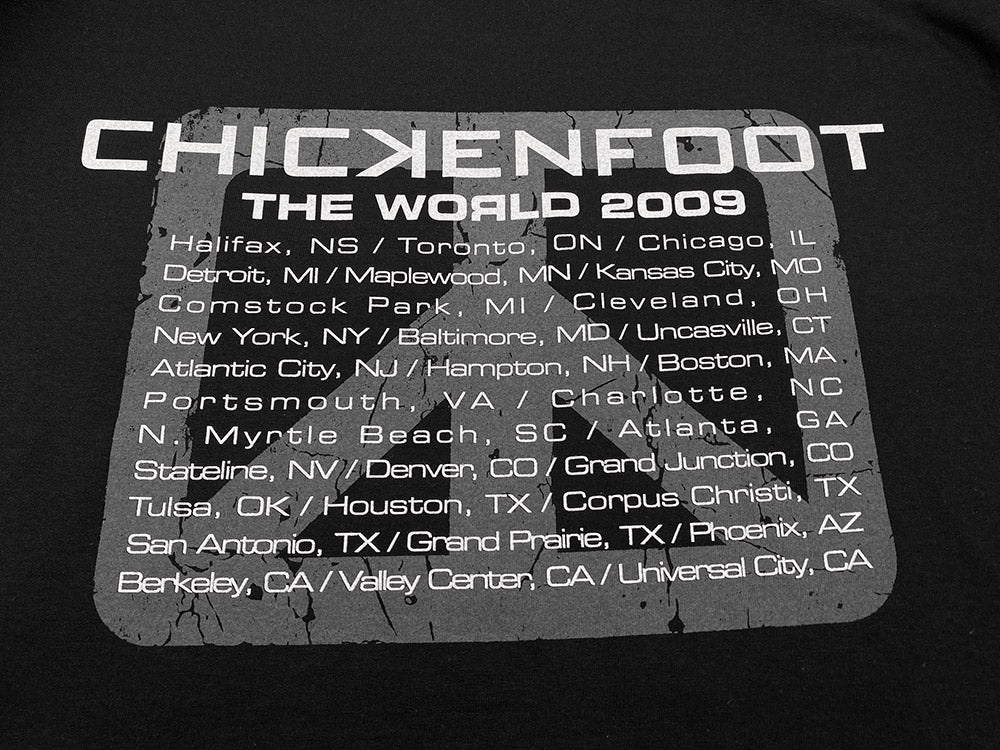 CHICKENFOOT
THE WORLD 2009
Halifax, NS / Toronto, ON / Chicago, IL
Detroit, MI / Maplewood, MN / Kansas City, MO
Comstock Park, MI / Cleveland, OH
New York, NY / Baltimore, MD / Uncasville, CT
Atlantic City, NJ / Hampton, NH / Boston, MA
Portsmouth, VA / Charlotte, NC
N. Myrtle Beach, SC / Atlanta, GA
Stateline, NV / Denver, CO / Grand Junction, CO
Tulsa, OK / Houston, TX / Corpus Christi, TX
San Antonio, TX / Grand Prairie, TX / Phoenix, AZ
Berkeley, CA / Valley Center, CA / Universal City, CA